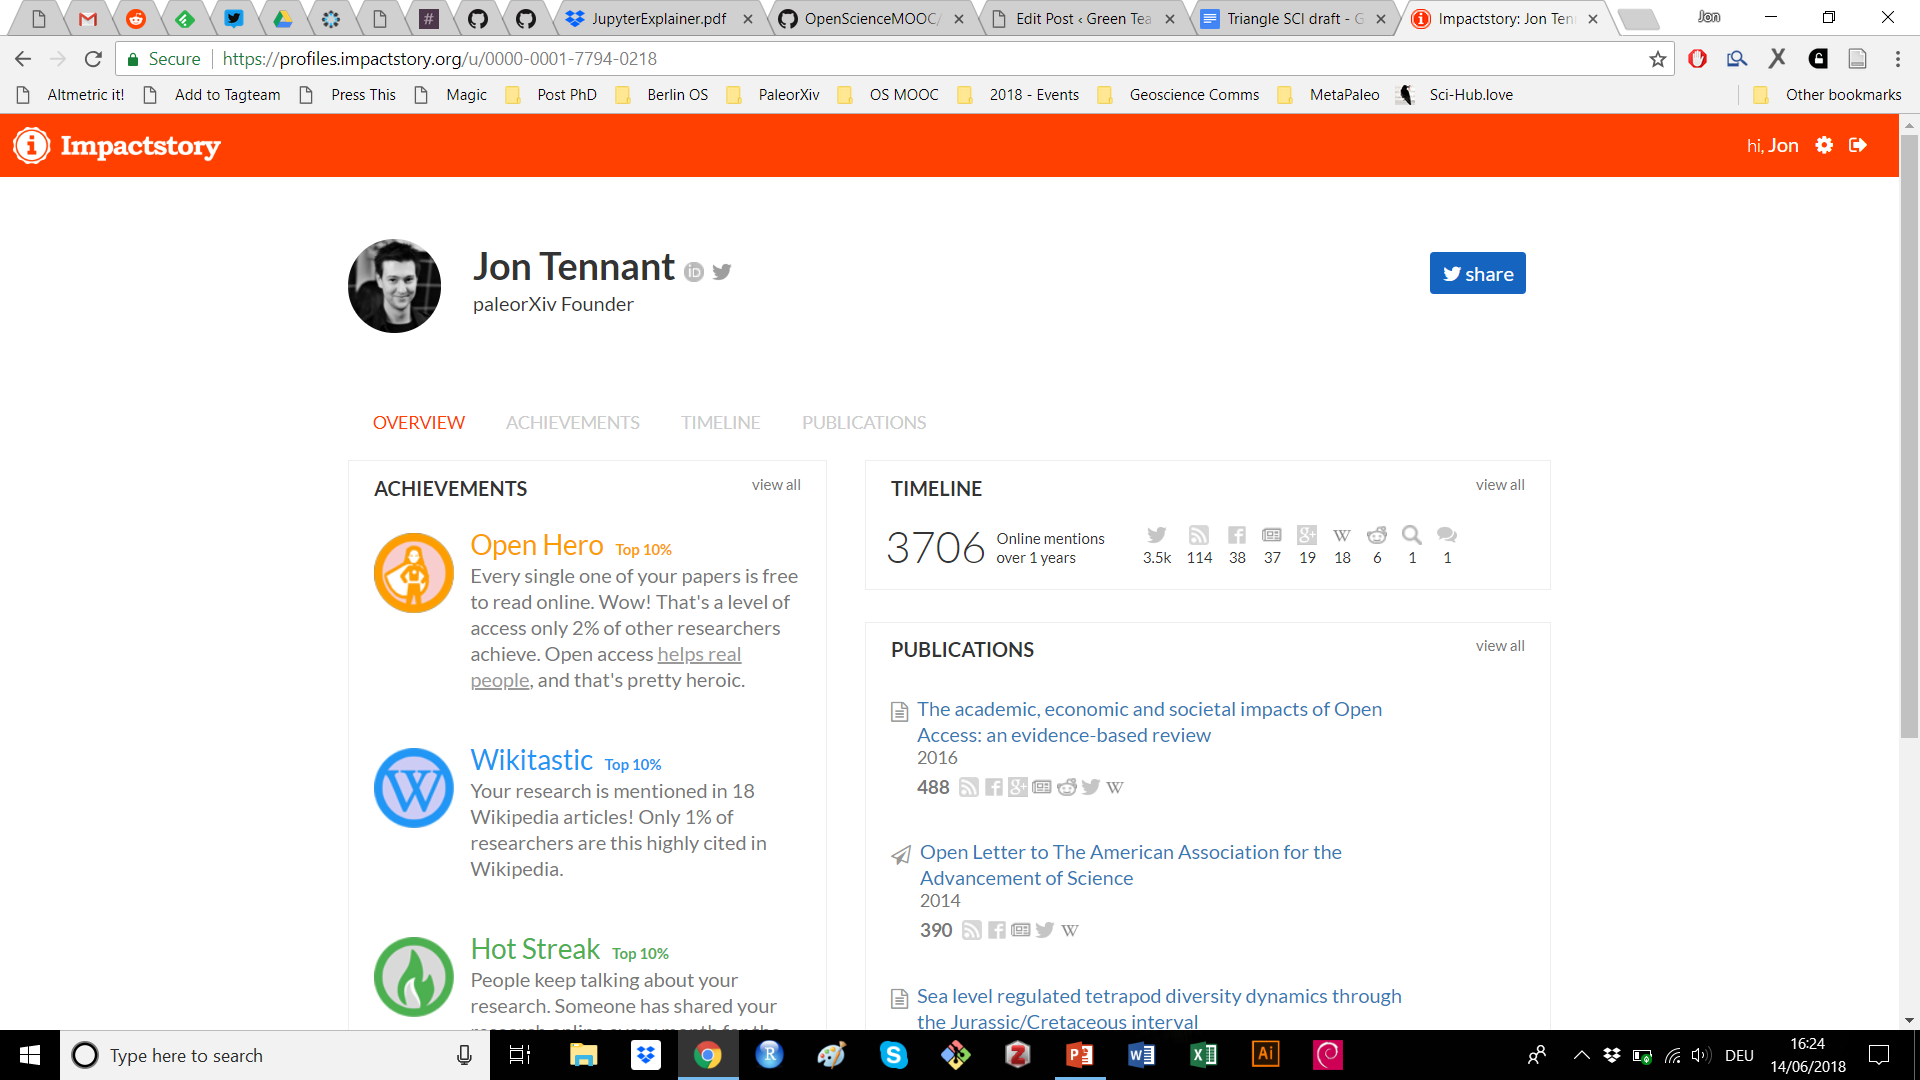 JupyterExplainer.pdf
OpenScienceMOOC/
Edit Post ‹ Green Tea
Triangle SCI draft - G
Impactstory: Jon Ten
Jon
Secure
https://profiles.impactstory.org/u/0000-0001-7794-0218
Altmetric it!
Add to Tagteam
Press This
Magic
Post PhD
Berlin OS
PaleorXiv
OS MOOC
2018 - Events
Geoscience Comms
MetaPaleo
Sci-Hub.love
Other bookmarks
Impactstory
hi, Jon
Jon Tennant
iD
paleorXiv Founder
share
OVERVIEW
ACHIEVEMENTS
TIMELINE
PUBLICATIONS
ACHIEVEMENTS
view all
Open Hero Top 10%
Every single one of your papers is free
to read online. Wow! That's a level of
access only 2% of other researchers
achieve. Open access helps real
people, and that's pretty heroic.
Wikitastic Top 10%
Your research is mentioned in 18
Wikipedia articles! Only 1% of
researchers are this highly cited in
Wikipedia.
Hot Streak Top 10%
People keep talking about your
research. Someone has shared your
research online every month for the
TIMELINE
view all
3706
Online mentions
over 1 years
3.5k
114
38
37
19
18
6
1
1
PUBLICATIONS
view all
The academic, economic and societal impacts of Open
Access: an evidence-based review
2016
488
Open Letter to The American Association for the
Advancement of Science
2014
390
Sea level regulated tetrapod diversity dynamics through
the Jurassic/Cretaceous interval
Type here to search
DEU
16:24
14/06/2018